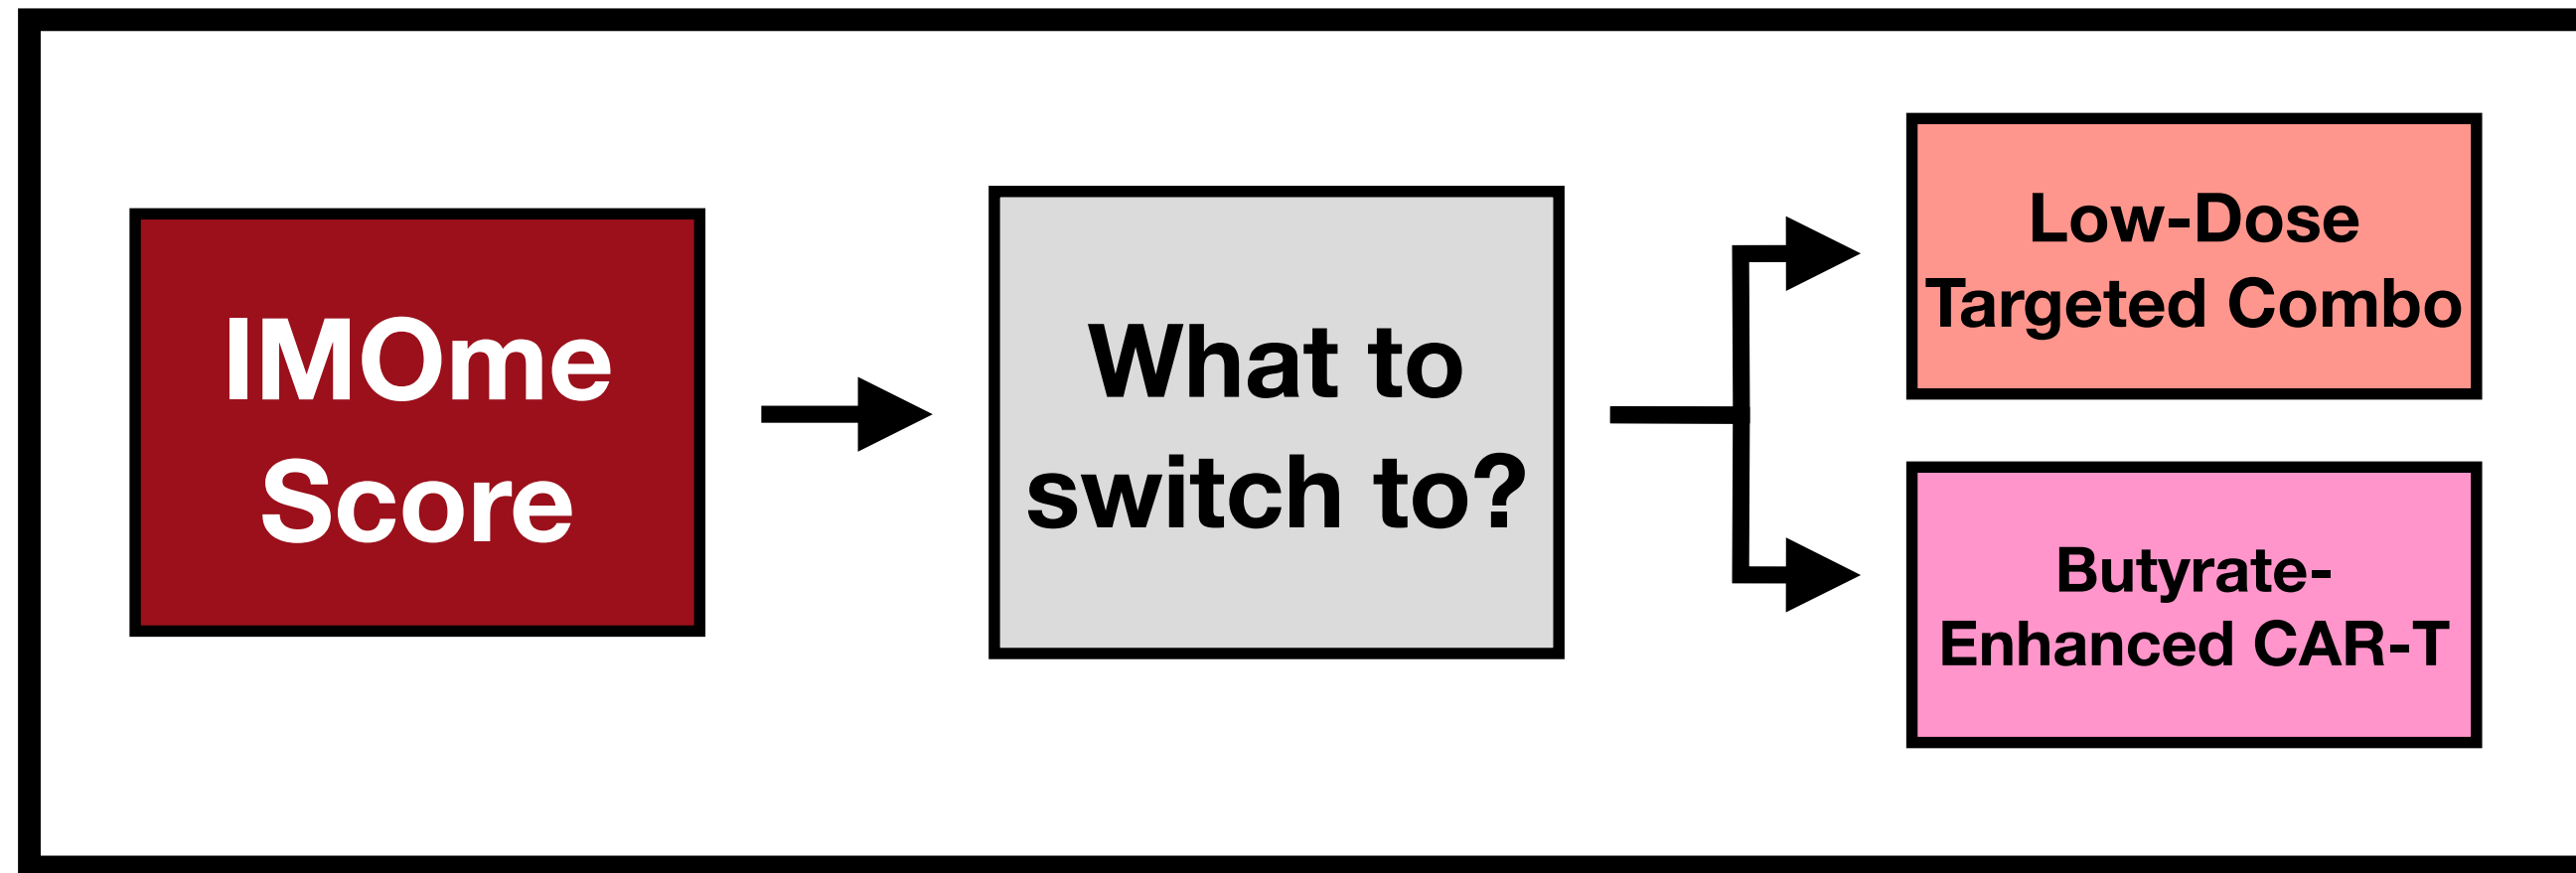 IMOme
Score
What to
switch to?
Low-Dose
Targeted Combo
Butyrate-
Enhanced CAR-T